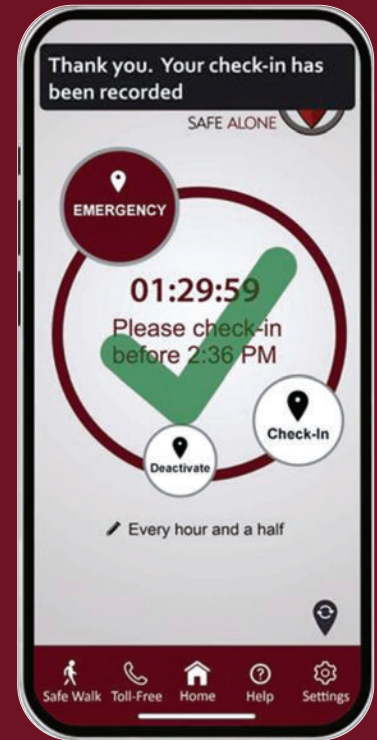 Thank you. Your check-in has
been recorded
SAFE ALONE
EMERGENCY
01:29:59
Please check-in
before 2:36 PM
Check-In
Deactivate
Every hour and a half
Safe Walk Toll-Free Home Help Settings